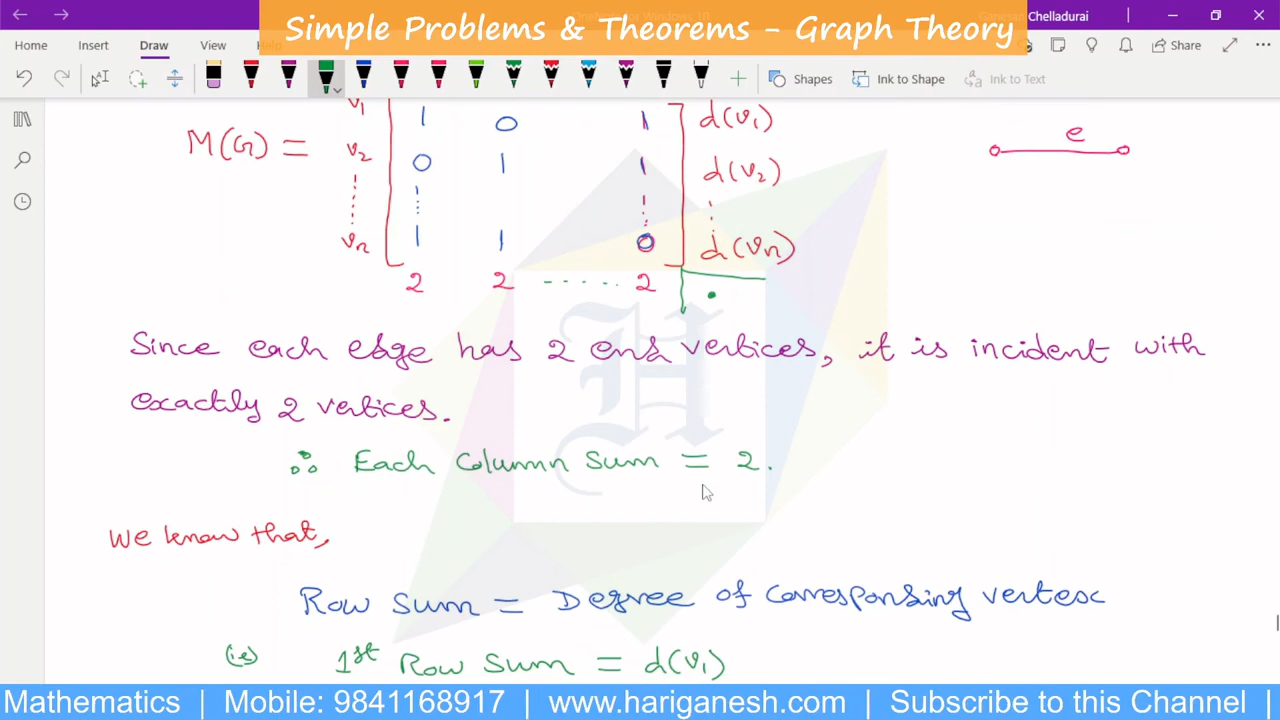 Simple Problems & Theorems - Graph Theory
Chelladurai
Home Insert Draw View
Share
Shapes Ink to Shape Ink to Text
v₁ 1 0 1 d(v₁)
M(G) = v₂ 0 1 1 d(v₂)
e
vₙ 1 1 0 d(vₙ)
2 2 ------ 2
Since each edge has 2 end vertices, it is incident with
exactly 2 vertices.
∴ Each Column Sum = 2.
We know that,
Row Sum = Degree of corresponding vertex
(ie) 1st Row Sum = d(v₁)
Mathematics | Mobile: 9841168917 | www.hariganesh.com | Subscribe to this Channel |